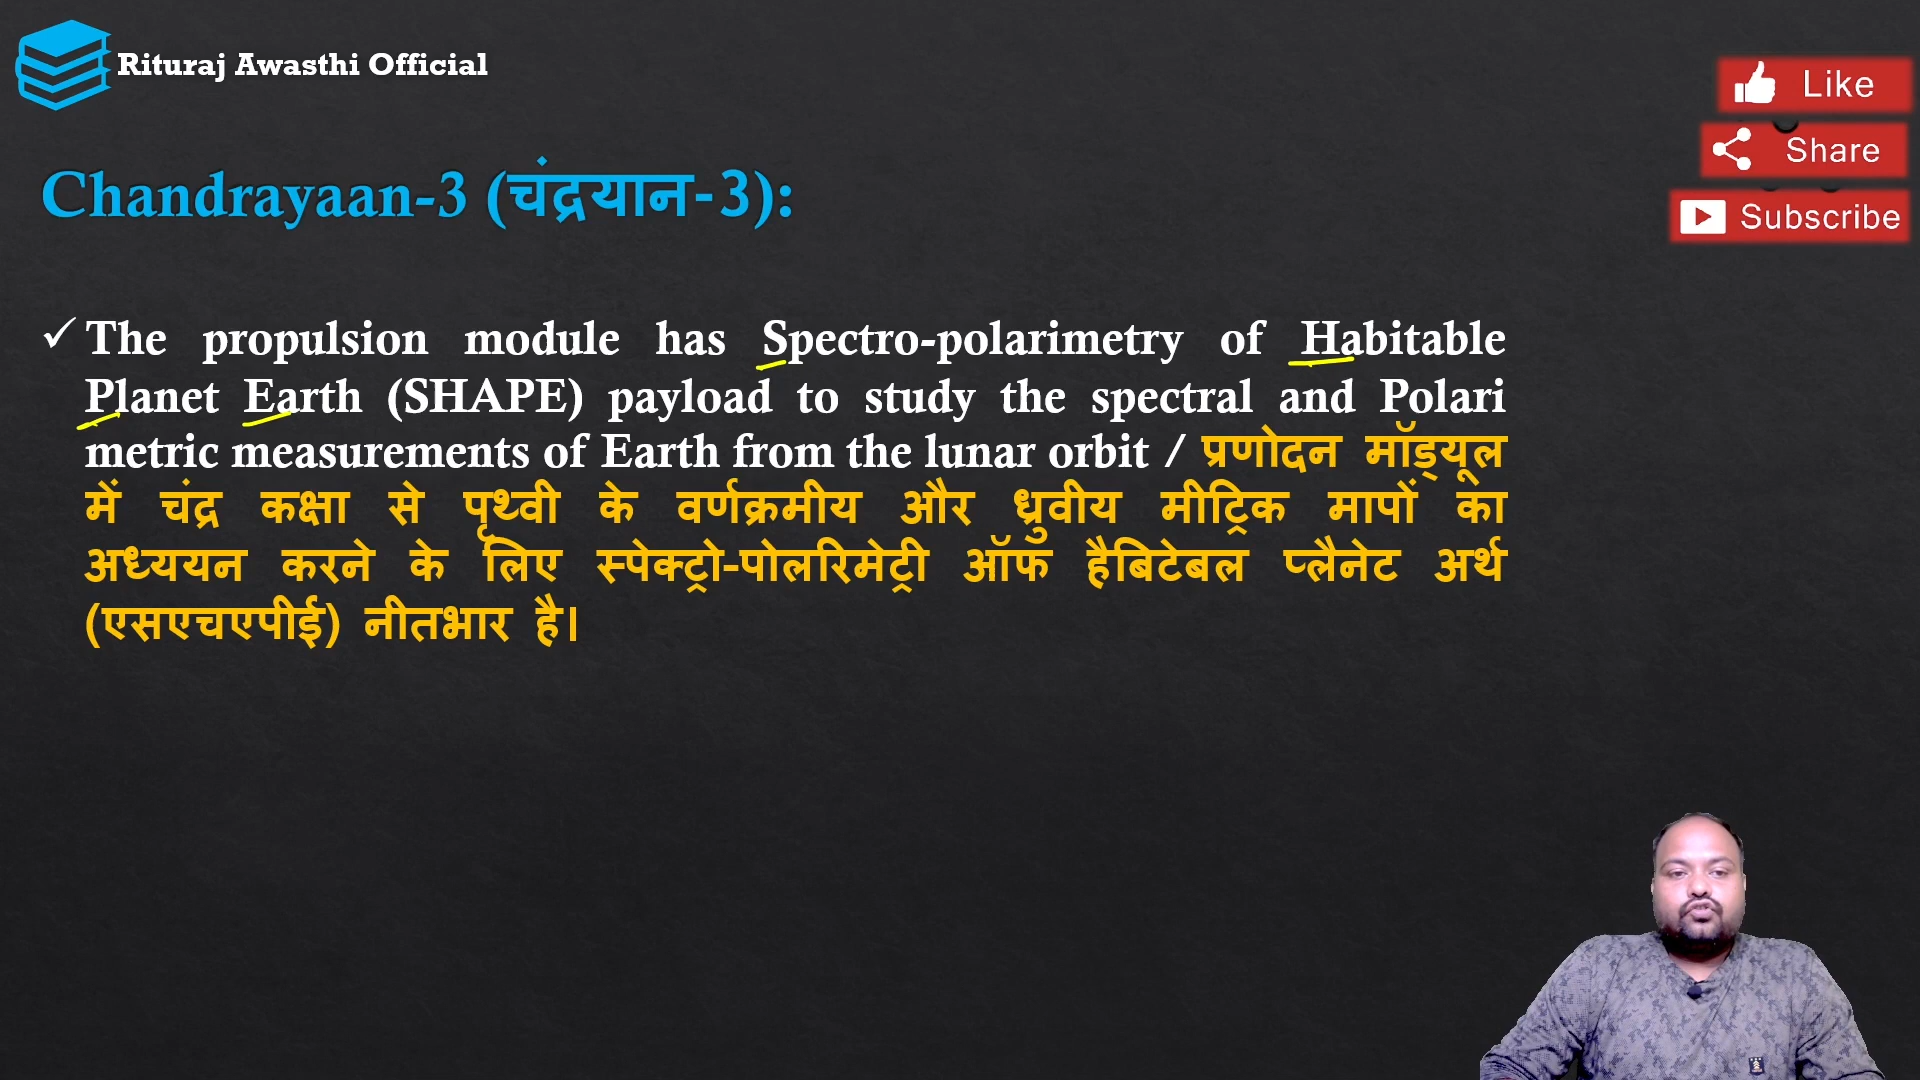 Rituraj Awasthi Official
Like
Share
Subscribe
Chandrayaan-3 (चंद्रयान-3):
The propulsion module has Spectro-polarimetry of Habitable
Planet Earth (SHAPE) payload to study the spectral and Polari
metric measurements of Earth from the lunar orbit / प्रणोदन मॉड्यूल
में चंद्र कक्षा से पृथ्वी के वर्णक्रमीय और ध्रुवीय मीट्रिक मापों का
अध्ययन करने के लिए स्पेक्ट्रो-पोलरिमेट्री ऑफ हैबिटेबल प्लैनेट अर्थ
(एसएचएपीई) नीतभार है।